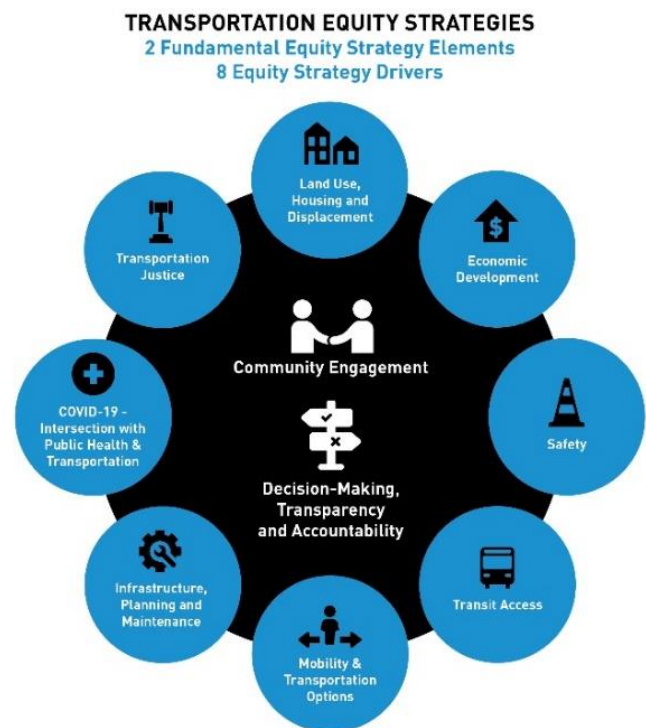 TRANSPORTATION EQUITY STRATEGIES
2 Fundamental Equity Strategy Elements
8 Equity Strategy Drivers
Land Use,
Housing and
Displacement
$
Economic
Development
Safety
Transit Access
Mobility &
Transportation
Options
Infrastructure,
Planning and
Maintenance
COVID-19 -
Intersection with
Public Health &
Transportation
Transportation
Justice
Community Engagement
Decision-Making,
Transparency
and Accountability